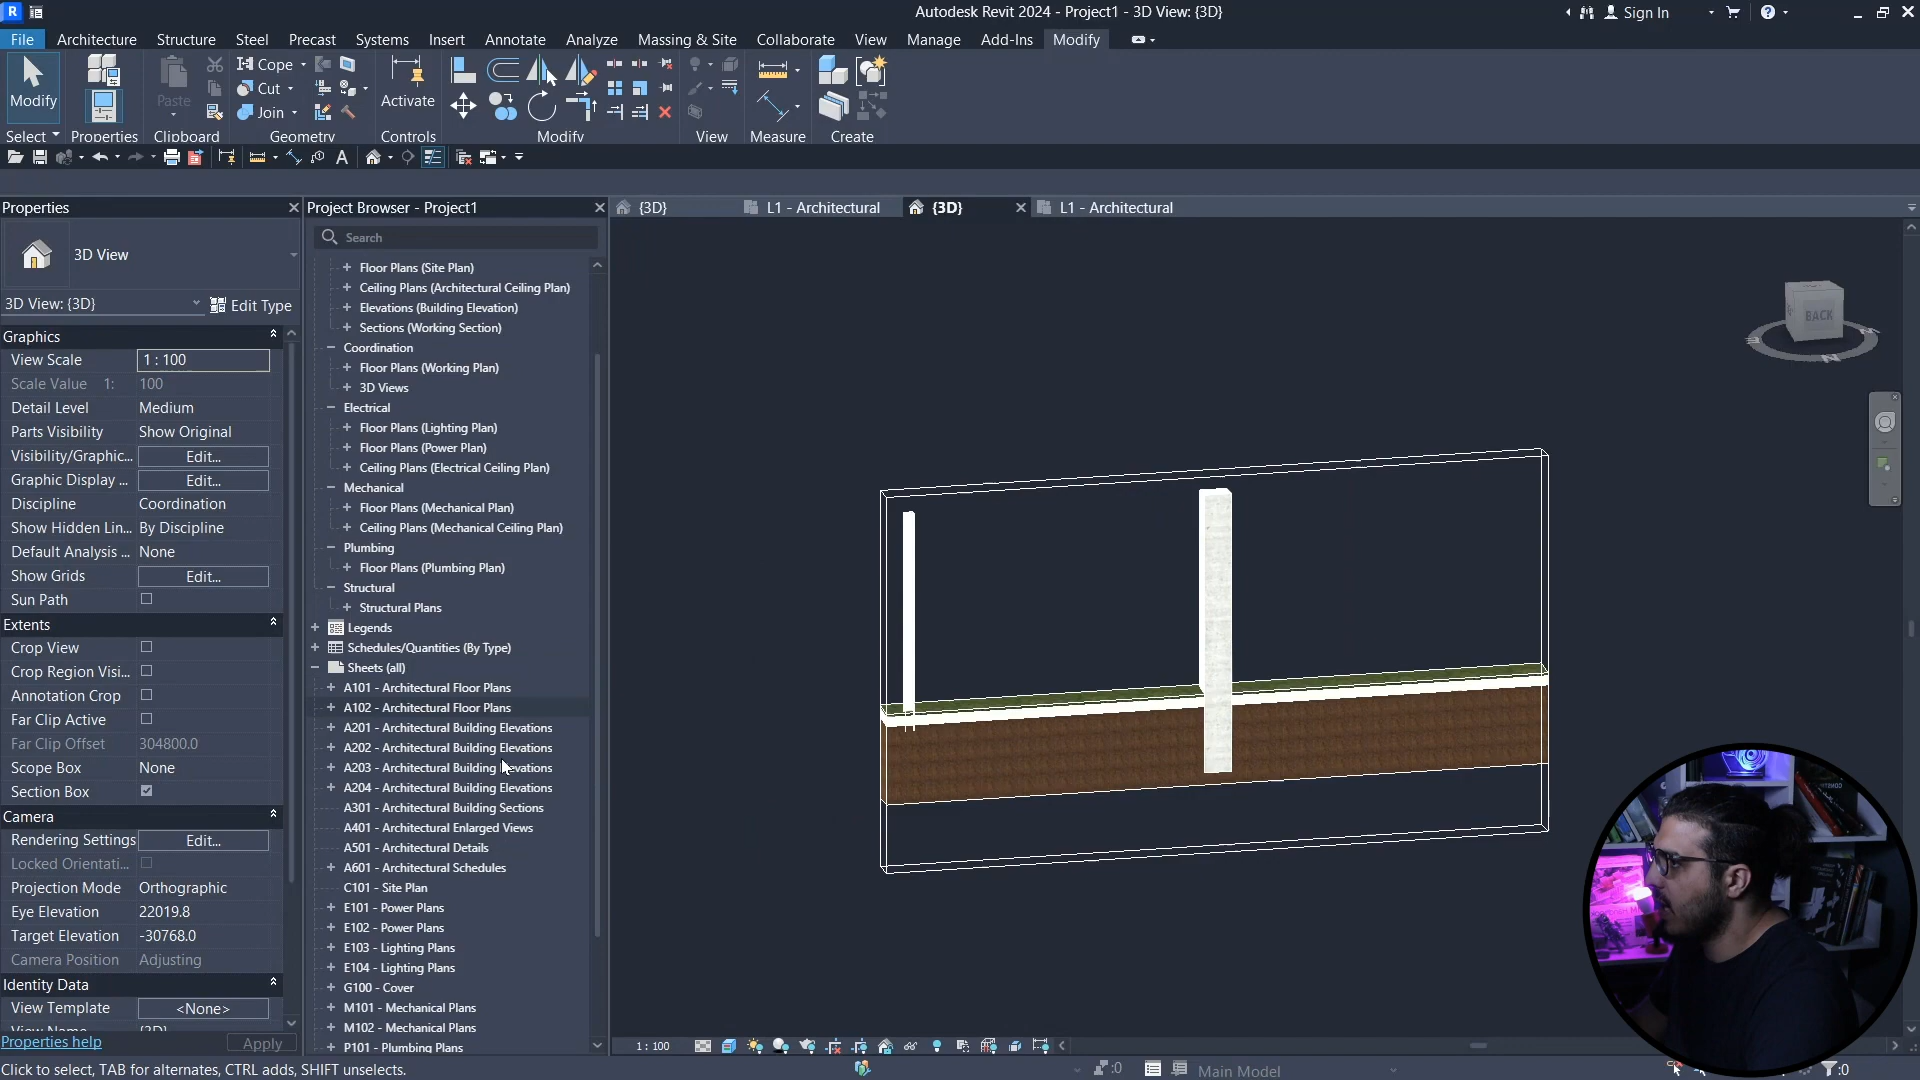 Autodesk Revit 2024 - Project1 - 3D View: {3D}
Sign In
File Architecture Structure Steel Precast Systems Insert Annotate Analyze Massing & Site Collaborate View Manage Add-Ins Modify
Modify
Paste
Cope
Cut
Join
Activate
Select Properties Clipboard Geometry Controls Modify View Measure Create
Properties
Project Browser - Project1
{3D}
L1 - Architectural
{3D}
L1 - Architectural
3D View
3D View: {3D}
Edit Type
Graphics
View Scale 1 : 100
Scale Value 1: 100
Detail Level Medium
Parts Visibility Show Original
Visibility/Graphic... Edit...
Graphic Display ... Edit...
Discipline Coordination
Show Hidden Lin... By Discipline
Default Analysis ... None
Show Grids Edit...
Sun Path
Extents
Crop View
Crop Region Visi...
Annotation Crop
Far Clip Active
Far Clip Offset 304800.0
Scope Box None
Section Box
Camera
Rendering Settings Edit...
Locked Orientati...
Projection Mode Orthographic
Eye Elevation 22019.8
Target Elevation -30768.0
Camera Position Adjusting
Identity Data
View Template <None>
Properties help
Apply
Search
Floor Plans (Site Plan)
Ceiling Plans (Architectural Ceiling Plan)
Elevations (Building Elevation)
Sections (Working Section)
Coordination
Floor Plans (Working Plan)
3D Views
Electrical
Floor Plans (Lighting Plan)
Floor Plans (Power Plan)
Ceiling Plans (Electrical Ceiling Plan)
Mechanical
Floor Plans (Mechanical Plan)
Ceiling Plans (Mechanical Ceiling Plan)
Plumbing
Floor Plans (Plumbing Plan)
Structural
Structural Plans
Legends
Schedules/Quantities (By Type)
Sheets (all)
A101 - Architectural Floor Plans
A102 - Architectural Floor Plans
A201 - Architectural Building Elevations
A202 - Architectural Building Elevations
A203 - Architectural Building Elevations
A204 - Architectural Building Elevations
A301 - Architectural Building Sections
A401 - Architectural Enlarged Views
A501 - Architectural Details
A601 - Architectural Schedules
C101 - Site Plan
E101 - Power Plans
E102 - Power Plans
E103 - Lighting Plans
E104 - Lighting Plans
G100 - Cover
M101 - Mechanical Plans
M102 - Mechanical Plans
P101 - Plumbing Plans
BACK
1 : 100
Click to select, TAB for alternates, CTRL adds, SHIFT unselects.
:0
Main Model
:0